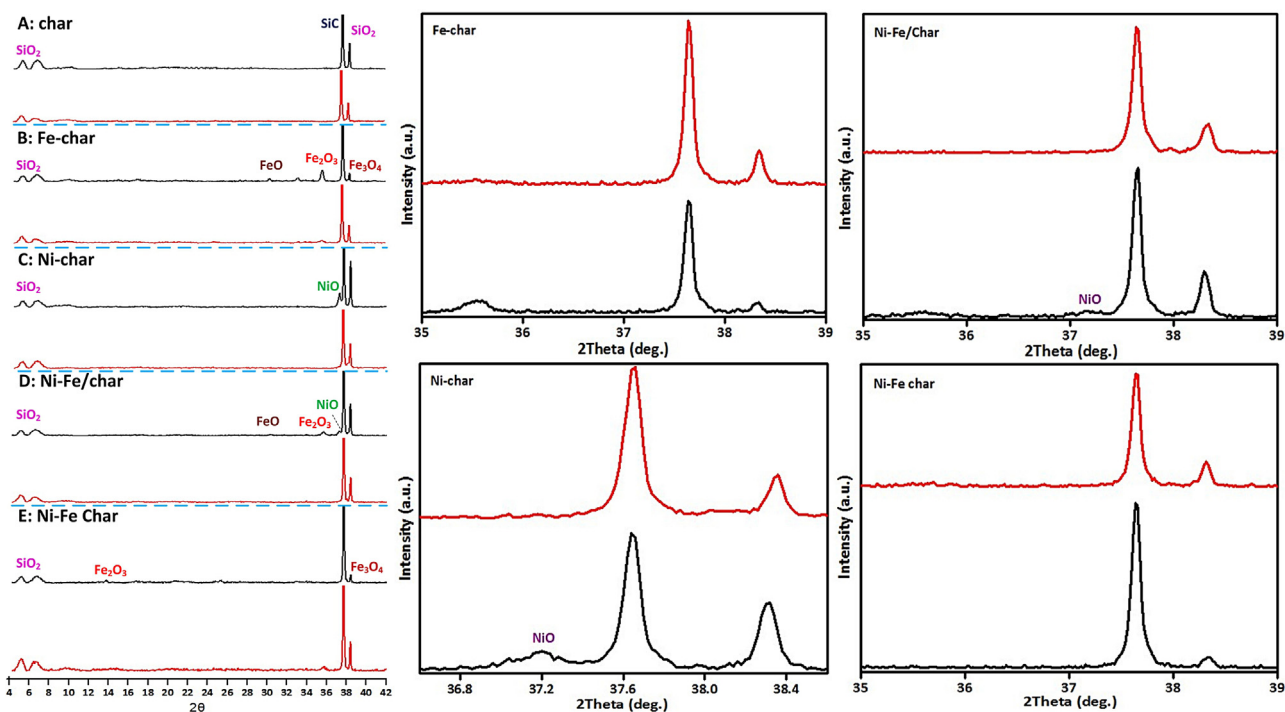 A: char
SiC
SiO₂
SiO₂
B: Fe-char
SiO₂
FeO
Fe₂O₃
Fe₃O₄
C: Ni-char
SiO₂
NiO
D: Ni-Fe/char
SiO₂
FeO
Fe₂O₃
NiO
E: Ni-Fe Char
SiO₂
Fe₂O₃
Fe₃O₄
4 6 8 10 12 14 16 18 20 22 24 26 28 30 32 34 36 38 40 42
2θ
Fe-char
Intensity (a.u.)
35 36 37 38 39
2Theta (deg.)
Ni-Fe/Char
Intensity (a.u.)
NiO
35 36 37 38 39
2Theta (deg.)
Ni-char
Intensity (a.u.)
NiO
36.8 37.2 37.6 38.0 38.4
2Theta (deg.)
Ni-Fe char
Intensity (a.u.)
35 36 37 38 39
2Theta (deg.)